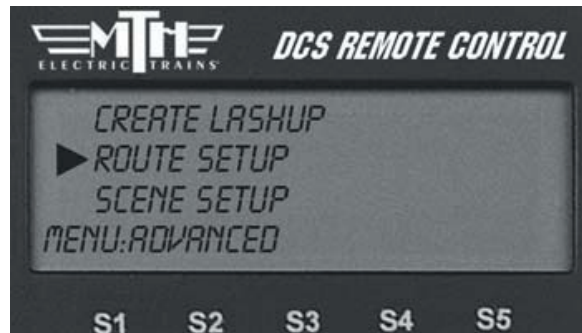 MTH
ELECTRIC TRAINS
DCS REMOTE CONTROL
CREATE LASHUP
ROUTE SETUP
SCENE SETUP
MENU:ADVANCED
S1 S2 S3 S4 S5